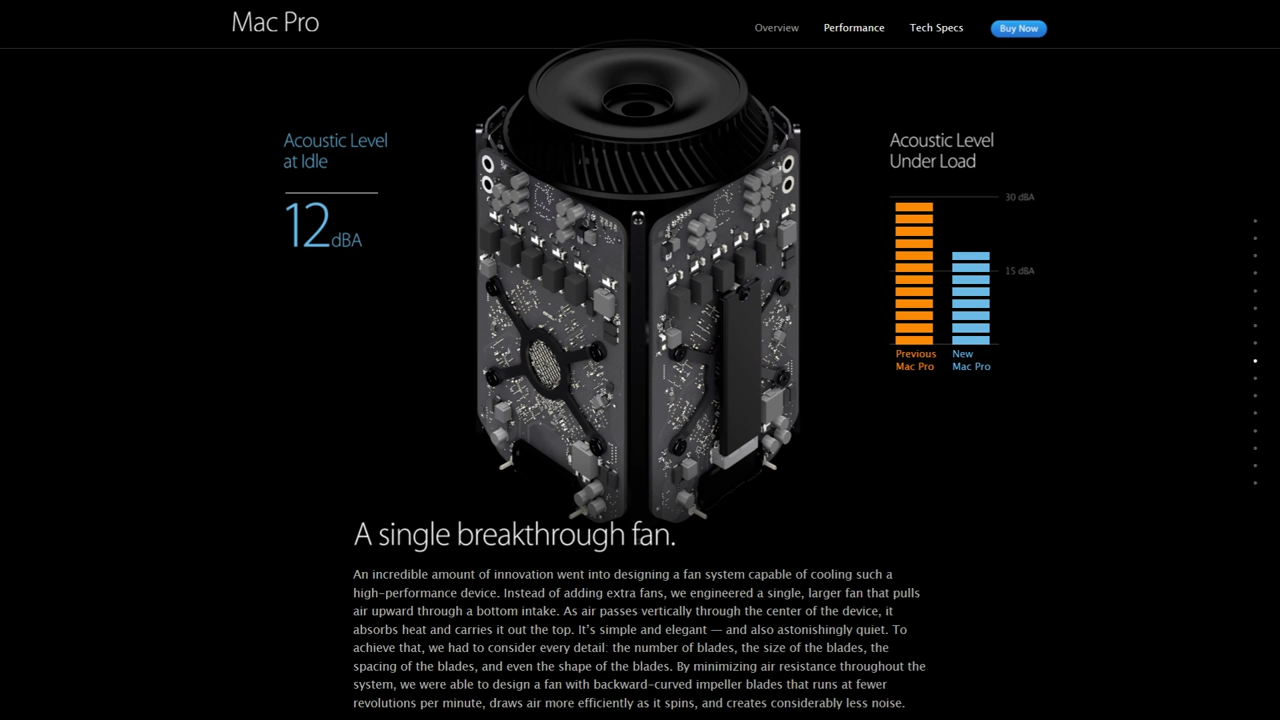 Mac Pro
Overview
Performance
Tech Specs
Buy Now
Acoustic Level
at Idle
12dBA
Acoustic Level
Under Load
30 dBA
15 dBA
Previous
Mac Pro
New
Mac Pro
A single breakthrough fan.
An incredible amount of innovation went into designing a fan system capable of cooling such a
high-performance device. Instead of adding extra fans, we engineered a single, larger fan that pulls
air upward through a bottom intake. As air passes vertically through the center of the device, it
absorbs heat and carries it out the top. It’s simple and elegant — and also astonishingly quiet. To
achieve that, we had to consider every detail: the number of blades, the size of the blades, the
spacing of the blades, and even the shape of the blades. By minimizing air resistance throughout the
system, we were able to design a fan with backward-curved impeller blades that runs at fewer
revolutions per minute, draws air more efficiently as it spins, and creates considerably less noise.